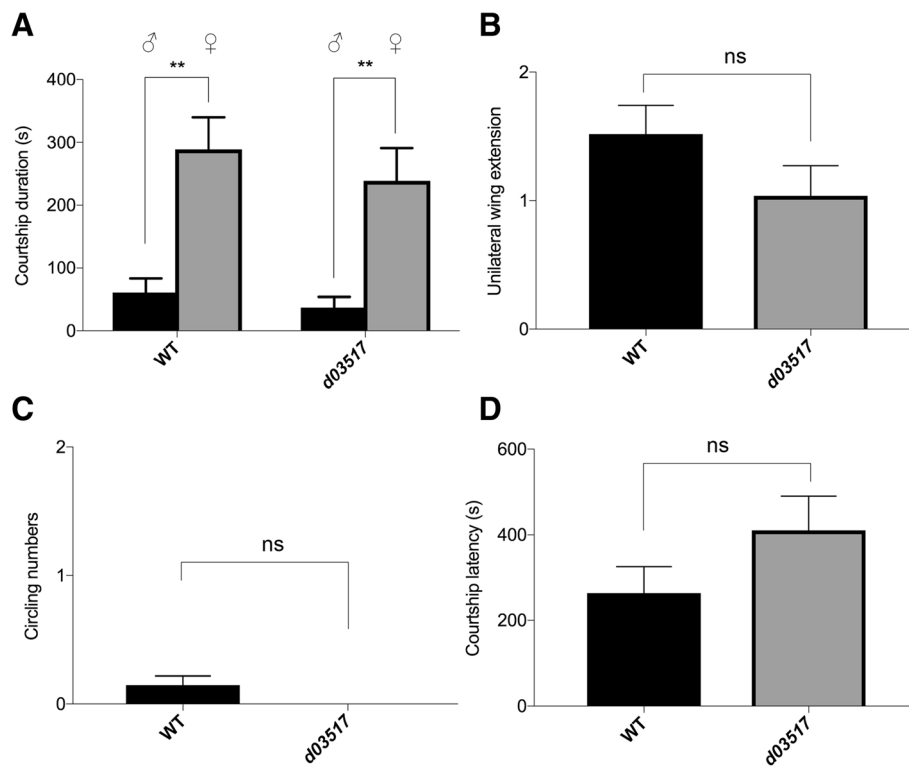 A
♂ ♀ ♂ ♀
** **
400
300
200
100
0
Courtship duration (s)
WT d03517
B
ns
2
1
0
Unilateral wing extension
WT d03517
C
2
1
0
ns
Circling numbers
WT d03517
D
600
400
200
0
ns
Courtship latency (s)
WT d03517